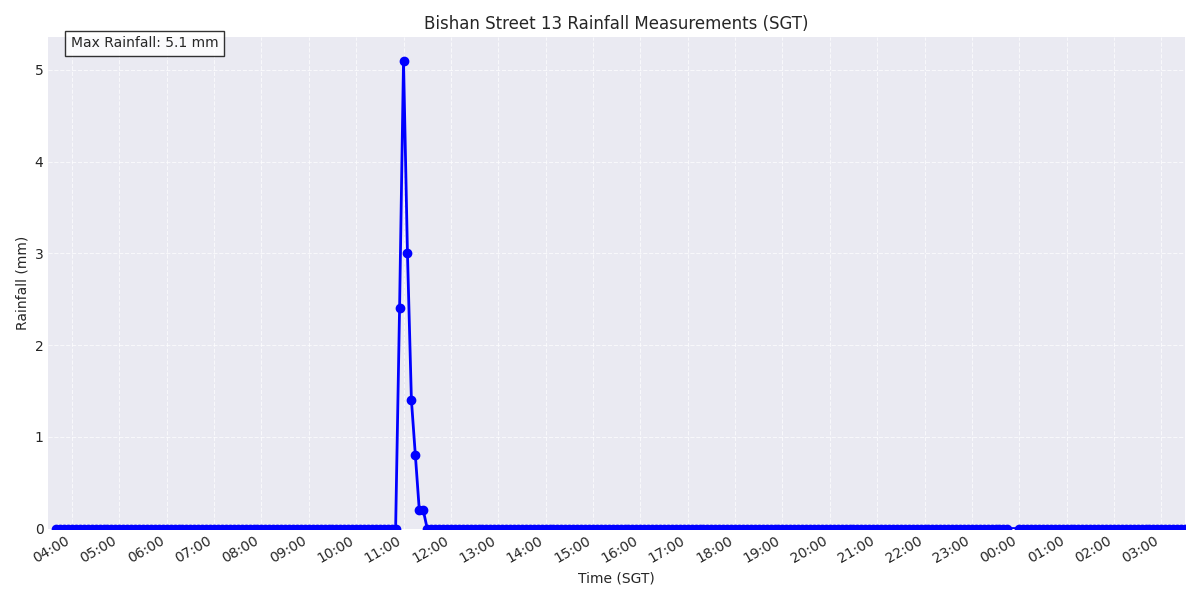 Bishan Street 13 Rainfall Measurements (SGT)
Max Rainfall: 5.1 mm
5
4
3
2
1
0
Rainfall (mm)
04:00 05:00 06:00 07:00 08:00 09:00 10:00 11:00 12:00 13:00 14:00 15:00 16:00 17:00 18:00 19:00 20:00 21:00 22:00 23:00 00:00 01:00 02:00 03:00
Time (SGT)